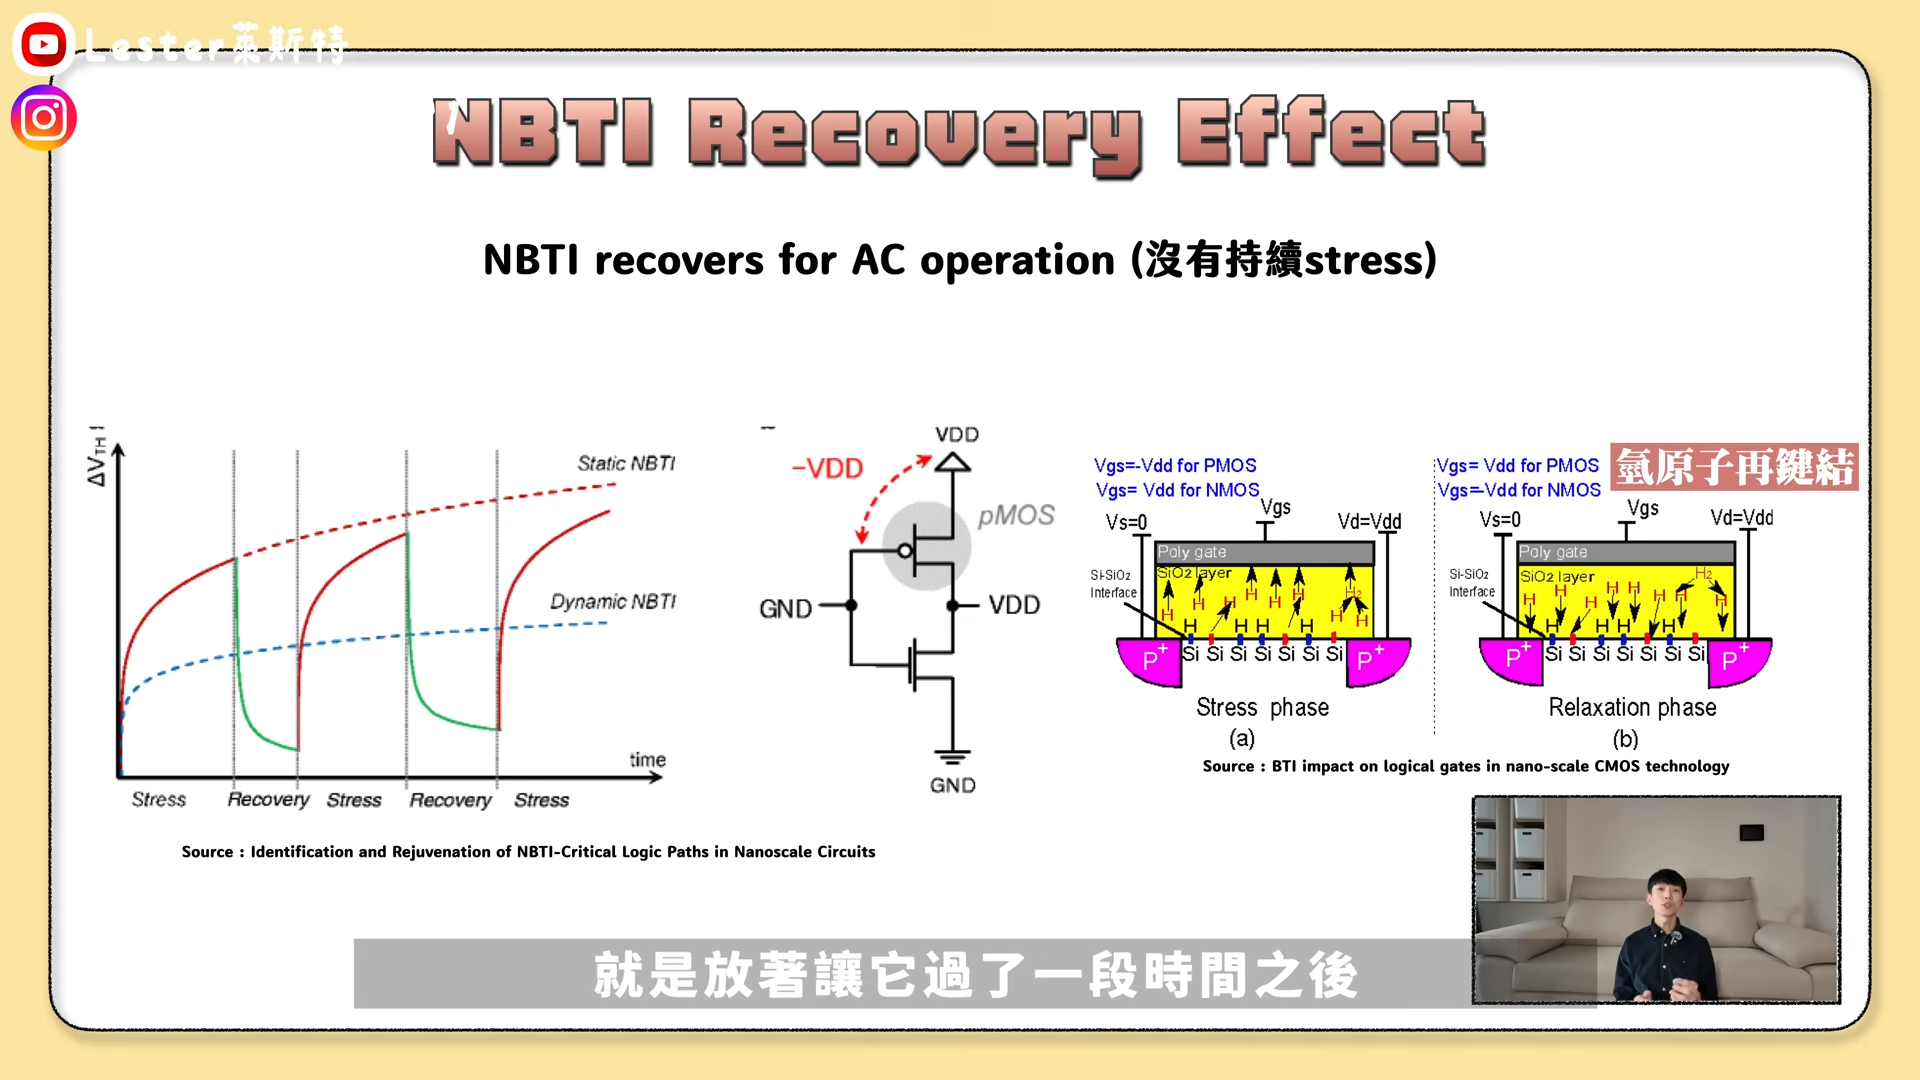 Lester萊斯特
NBTI Recovery Effect
NBTI recovers for AC operation (沒有持續stress)
ΔVTH
Static NBTI
Dynamic NBTI
time
Stress Recovery Stress Recovery Stress
Source : Identification and Rejuvenation of NBTI-Critical Logic Paths in Nanoscale Circuits
VDD
−VDD
pMOS
GND
VDD
GND
Vgs=-Vdd for PMOS
Vgs= Vdd for NMOS
Vgs
Vs=0
Vd=Vdd
Poly gate
SiO2 layer
Si-SiO2
Interface
H H H H H H H2 H H
H H H H
P+ Si Si Si Si Si Si Si P+
Stress phase
(a)
Vgs= Vdd for PMOS
Vgs=-Vdd for NMOS
氫原子再鍵結
Vgs
Vs=0
Vd=Vdd
Poly gate
SiO2 layer
Si-SiO2
Interface
H2
H H H H H H H H
H H H H
P+ Si Si Si Si Si Si Si P+
Relaxation phase
(b)
Source : BTI impact on logical gates in nano-scale CMOS technology
就是放著讓它過了一段時間之後